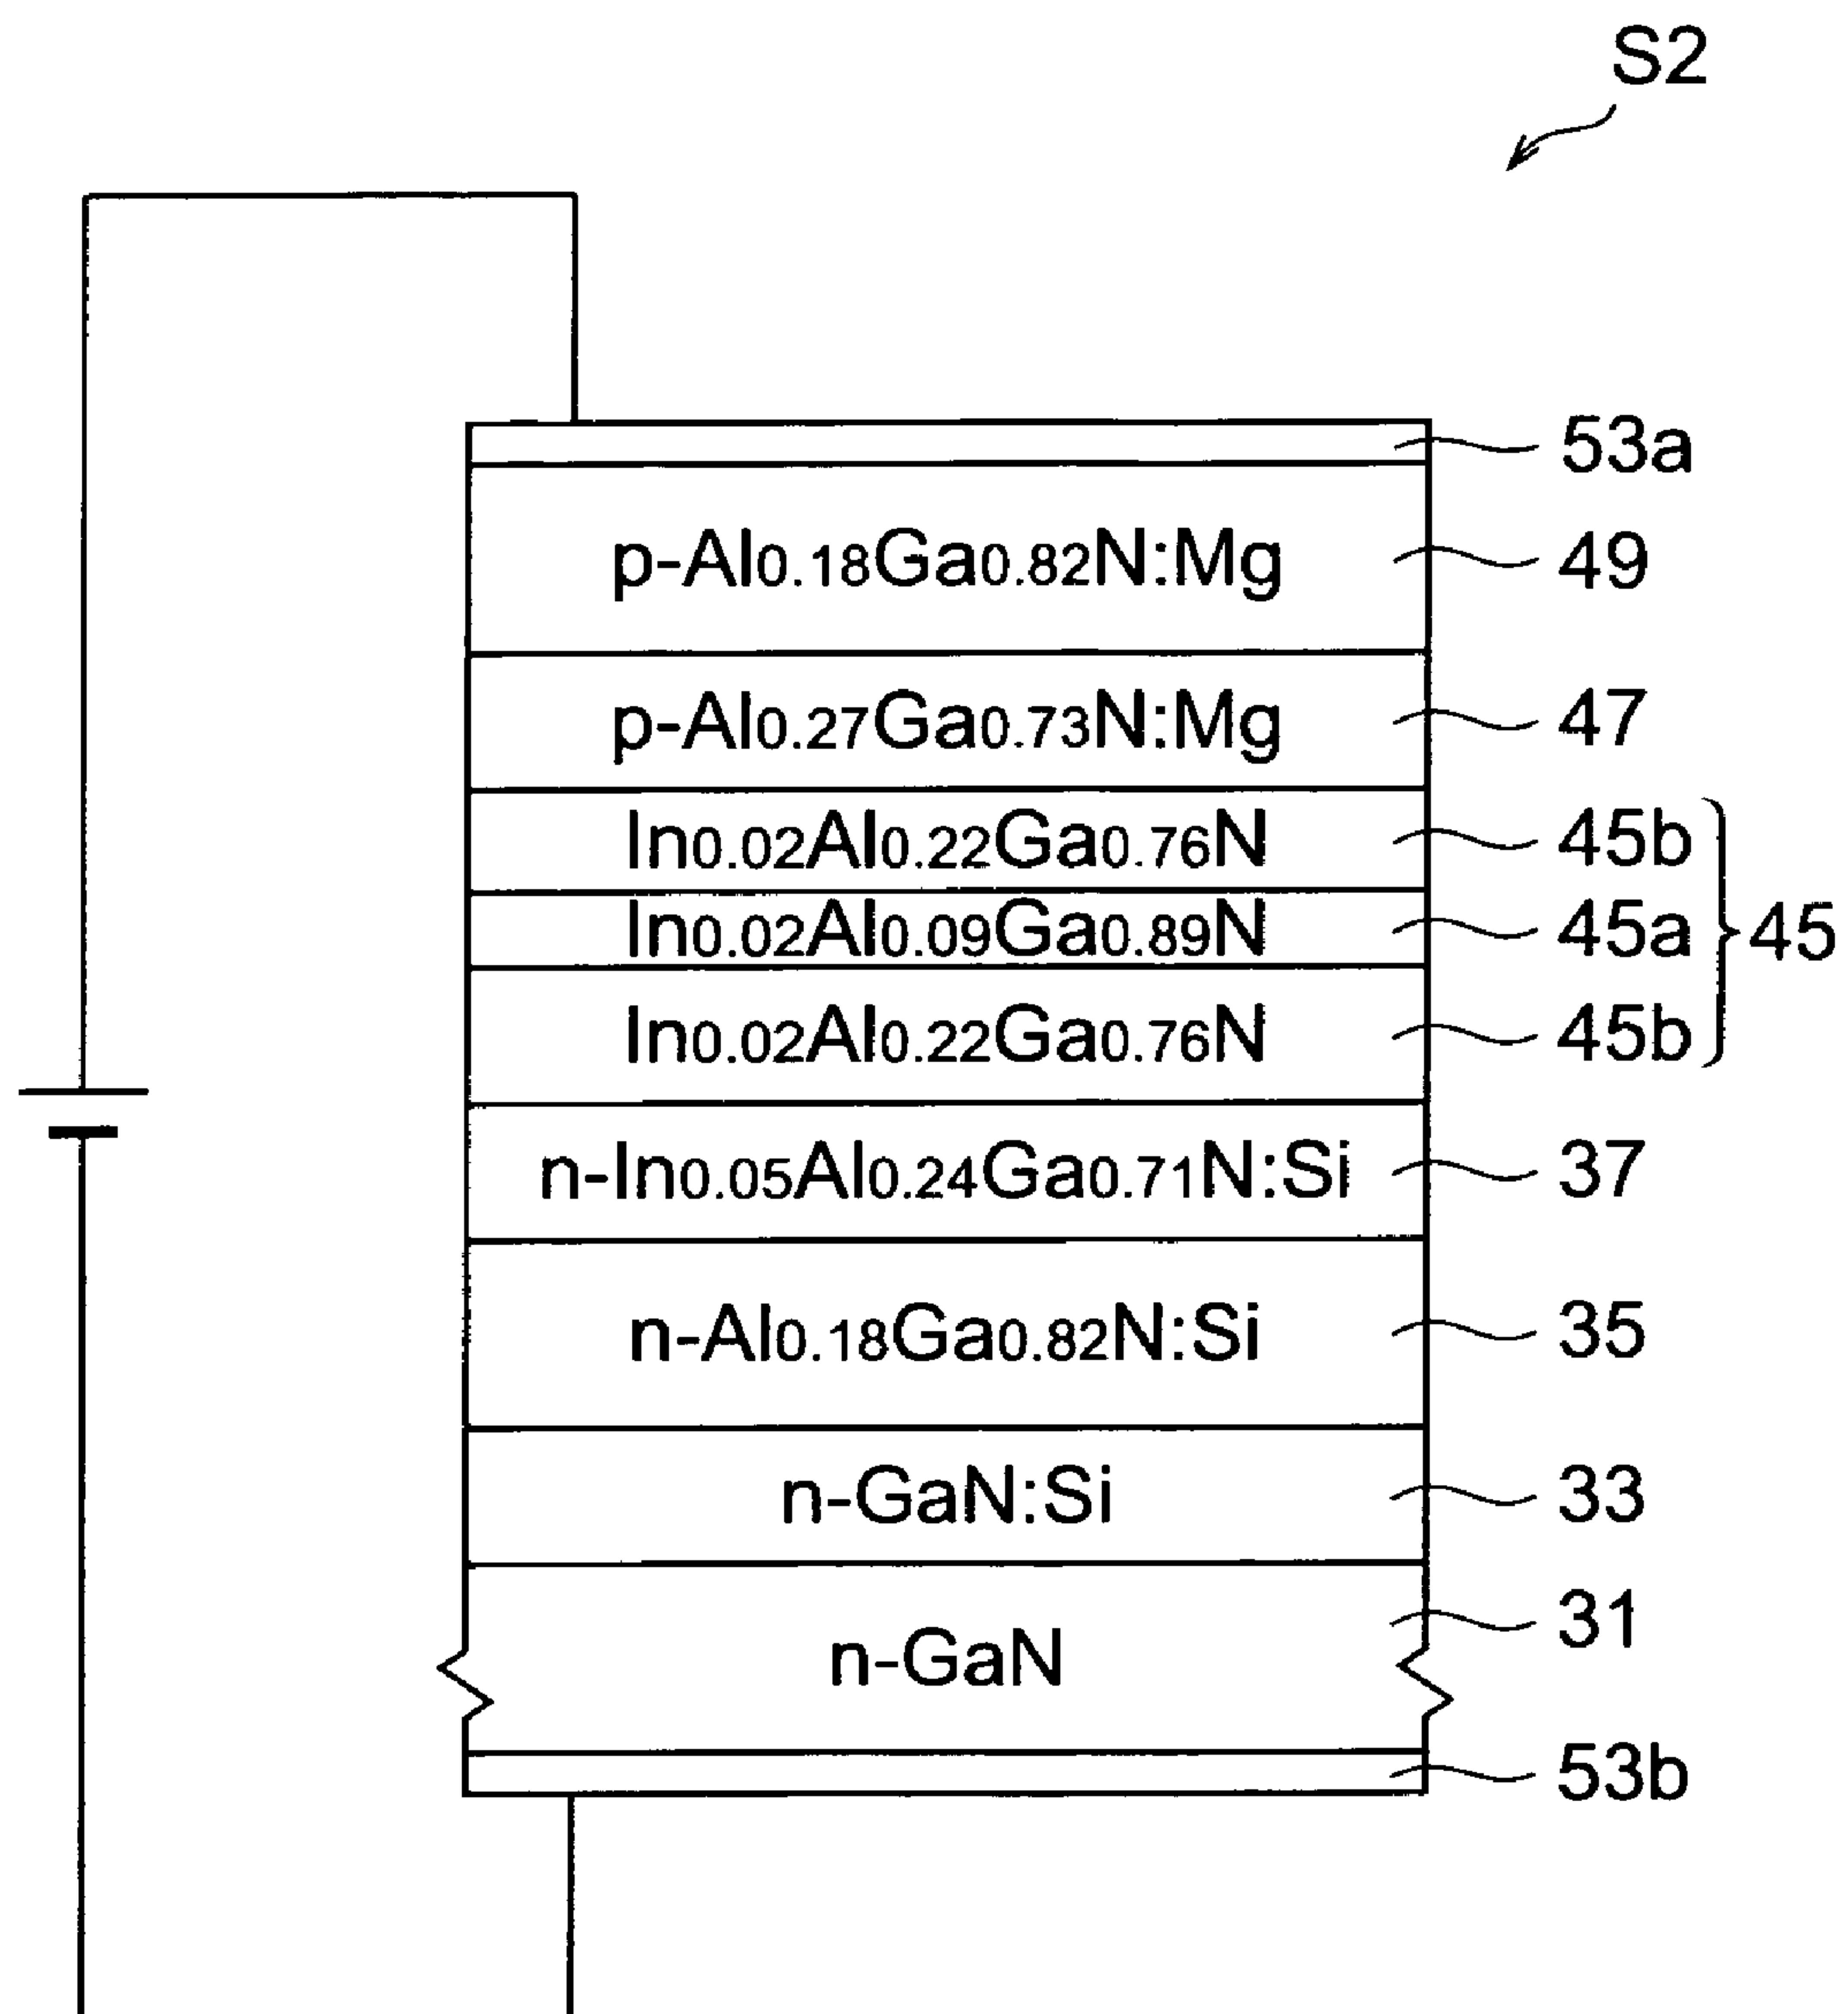 S2
53a
p-Al0.18Ga0.82N:Mg 49
p-Al0.27Ga0.73N:Mg 47
In0.02Al0.22Ga0.76N 45b
In0.02Al0.09Ga0.89N 45a 45
In0.02Al0.22Ga0.76N 45b
n-In0.05Al0.24Ga0.71N:Si 37
n-Al0.18Ga0.82N:Si 35
n-GaN:Si 33
n-GaN 31
53b